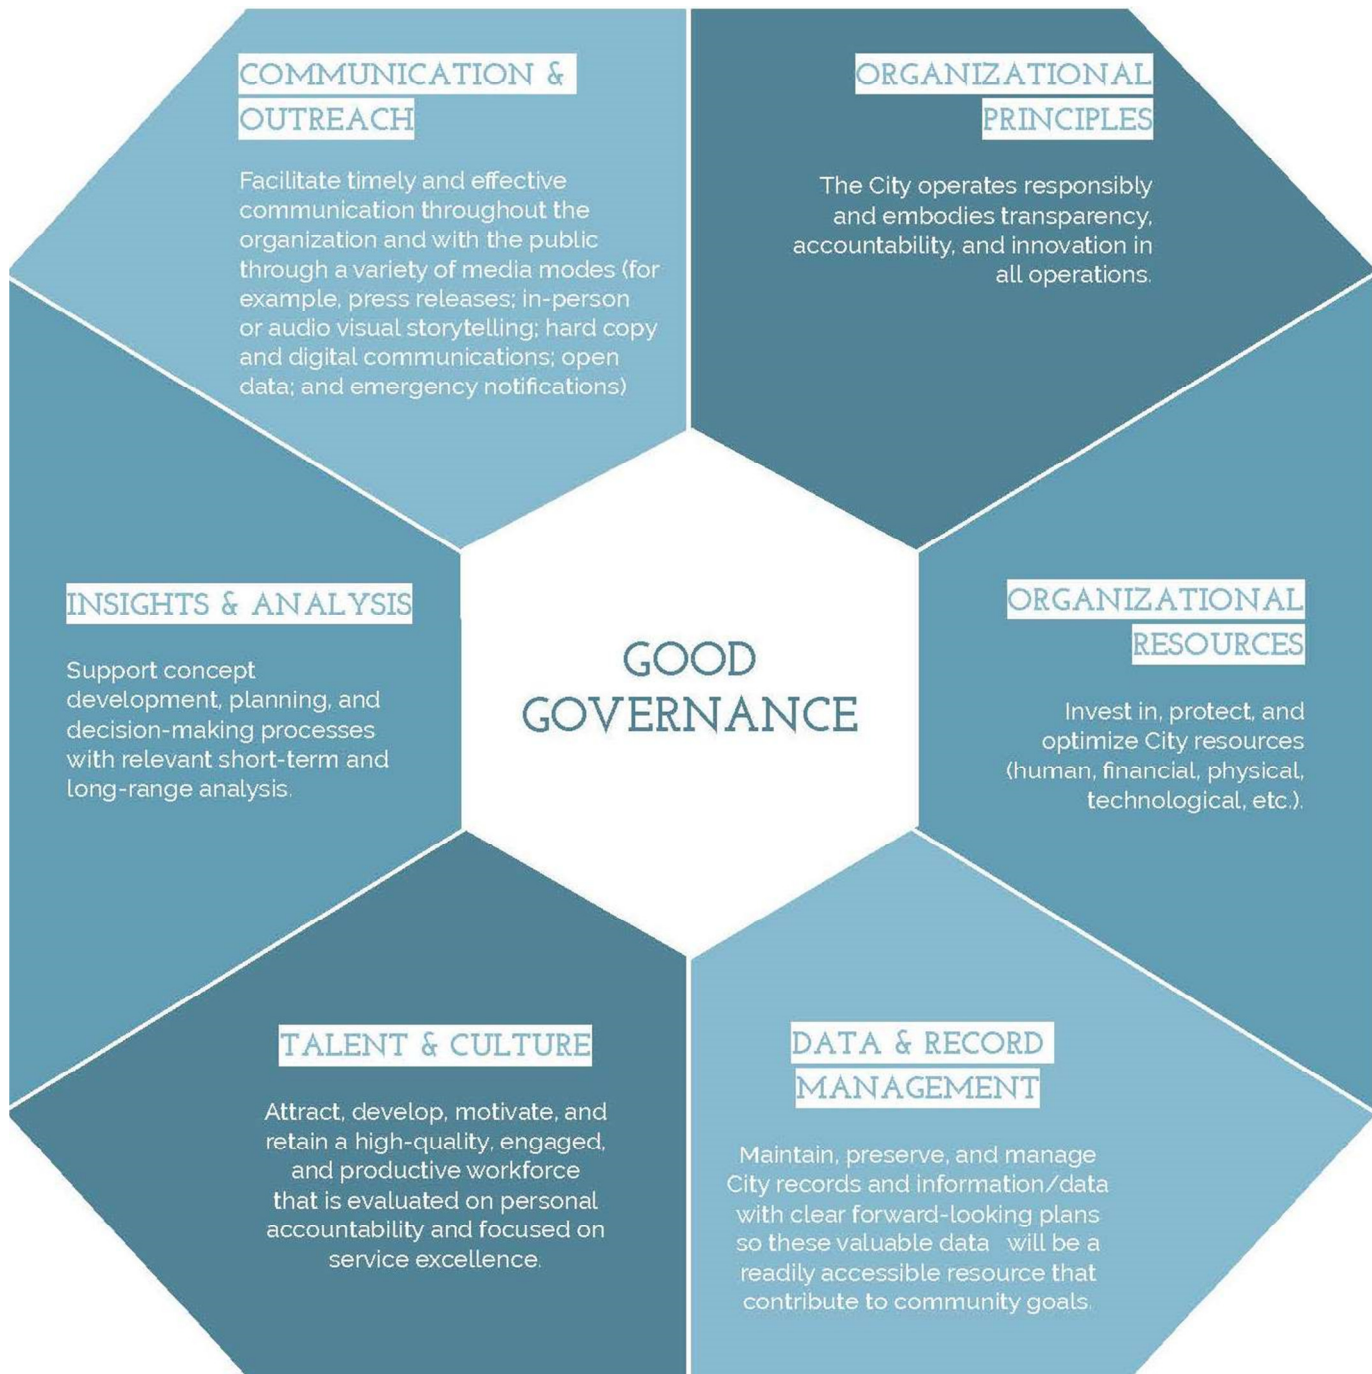 COMMUNICATION &
OUTREACH
Facilitate timely and effective
communication throughout the
organization and with the public
through a variety of media modes (for
example, press releases; in-person
or audio visual storytelling; hard copy
and digital communications; open
data; and emergency notifications)
ORGANIZATIONAL
PRINCIPLES
The City operates responsibly
and embodies transparency,
accountability, and innovation in
all operations.
INSIGHTS & ANALYSIS
Support concept
development, planning, and
decision-making processes
with relevant short-term and
long-range analysis.
GOOD
GOVERNANCE
ORGANIZATIONAL
RESOURCES
Invest in, protect, and
optimize City resources
(human, financial, physical,
technological, etc.).
TALENT & CULTURE
Attract, develop, motivate, and
retain a high-quality, engaged,
and productive workforce
that is evaluated on personal
accountability and focused on
service excellence.
DATA & RECORD
MANAGEMENT
Maintain, preserve, and manage
City records and information/data
with clear forward-looking plans
so these valuable data will be a
readily accessible resource that
contribute to community goals.